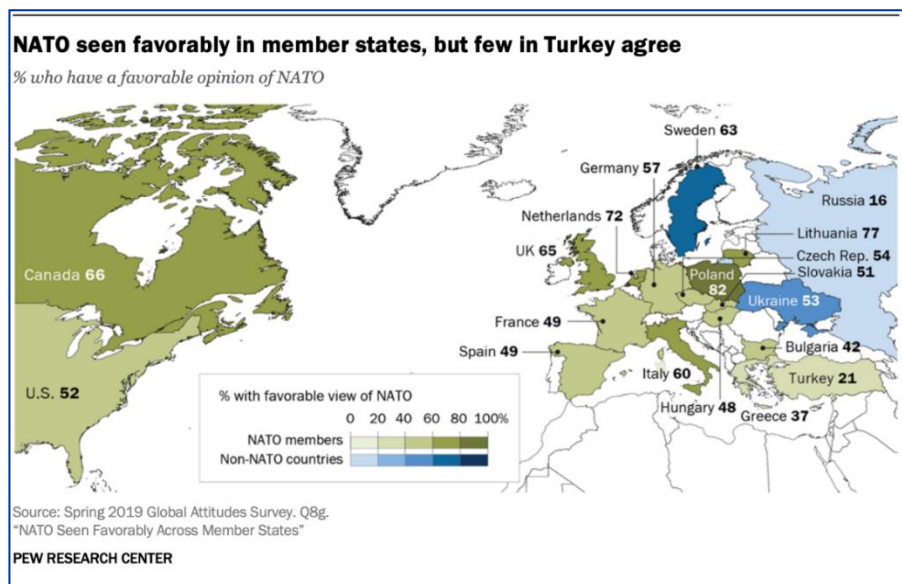 NATO seen favorably in member states, but few in Turkey agree
% who have a favorable opinion of NATO
Sweden 63
Germany 57
Russia 16
Netherlands 72
Lithuania 77
UK 65
Czech Rep. 54
Slovakia 51
Canada 66
Poland
82
Ukraine 53
France 49
Bulgaria 42
Spain 49
Italy 60
Turkey 21
U.S. 52
Hungary 48
Greece 37
% with favorable view of NATO
0 20 40 60 80 100%
NATO members
Non-NATO countries
Source: Spring 2019 Global Attitudes Survey. Q8g.
“NATO Seen Favorably Across Member States”
PEW RESEARCH CENTER